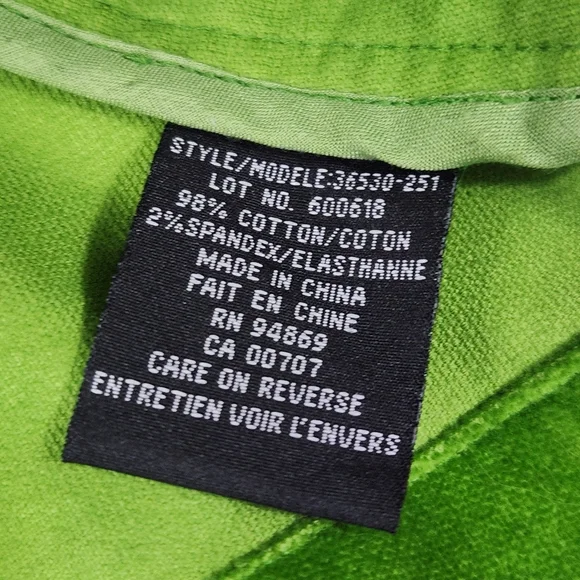 STYLE/MODELE:36530-251
LOT NO. 600618
98% COTTON/COTON
2%SPANDEX/ELASTHANNE
MADE IN CHINA
FAIT EN CHINE
RN 94869
CA 00707
CARE ON REVERSE
ENTRETIEN VOIR L'ENVERS